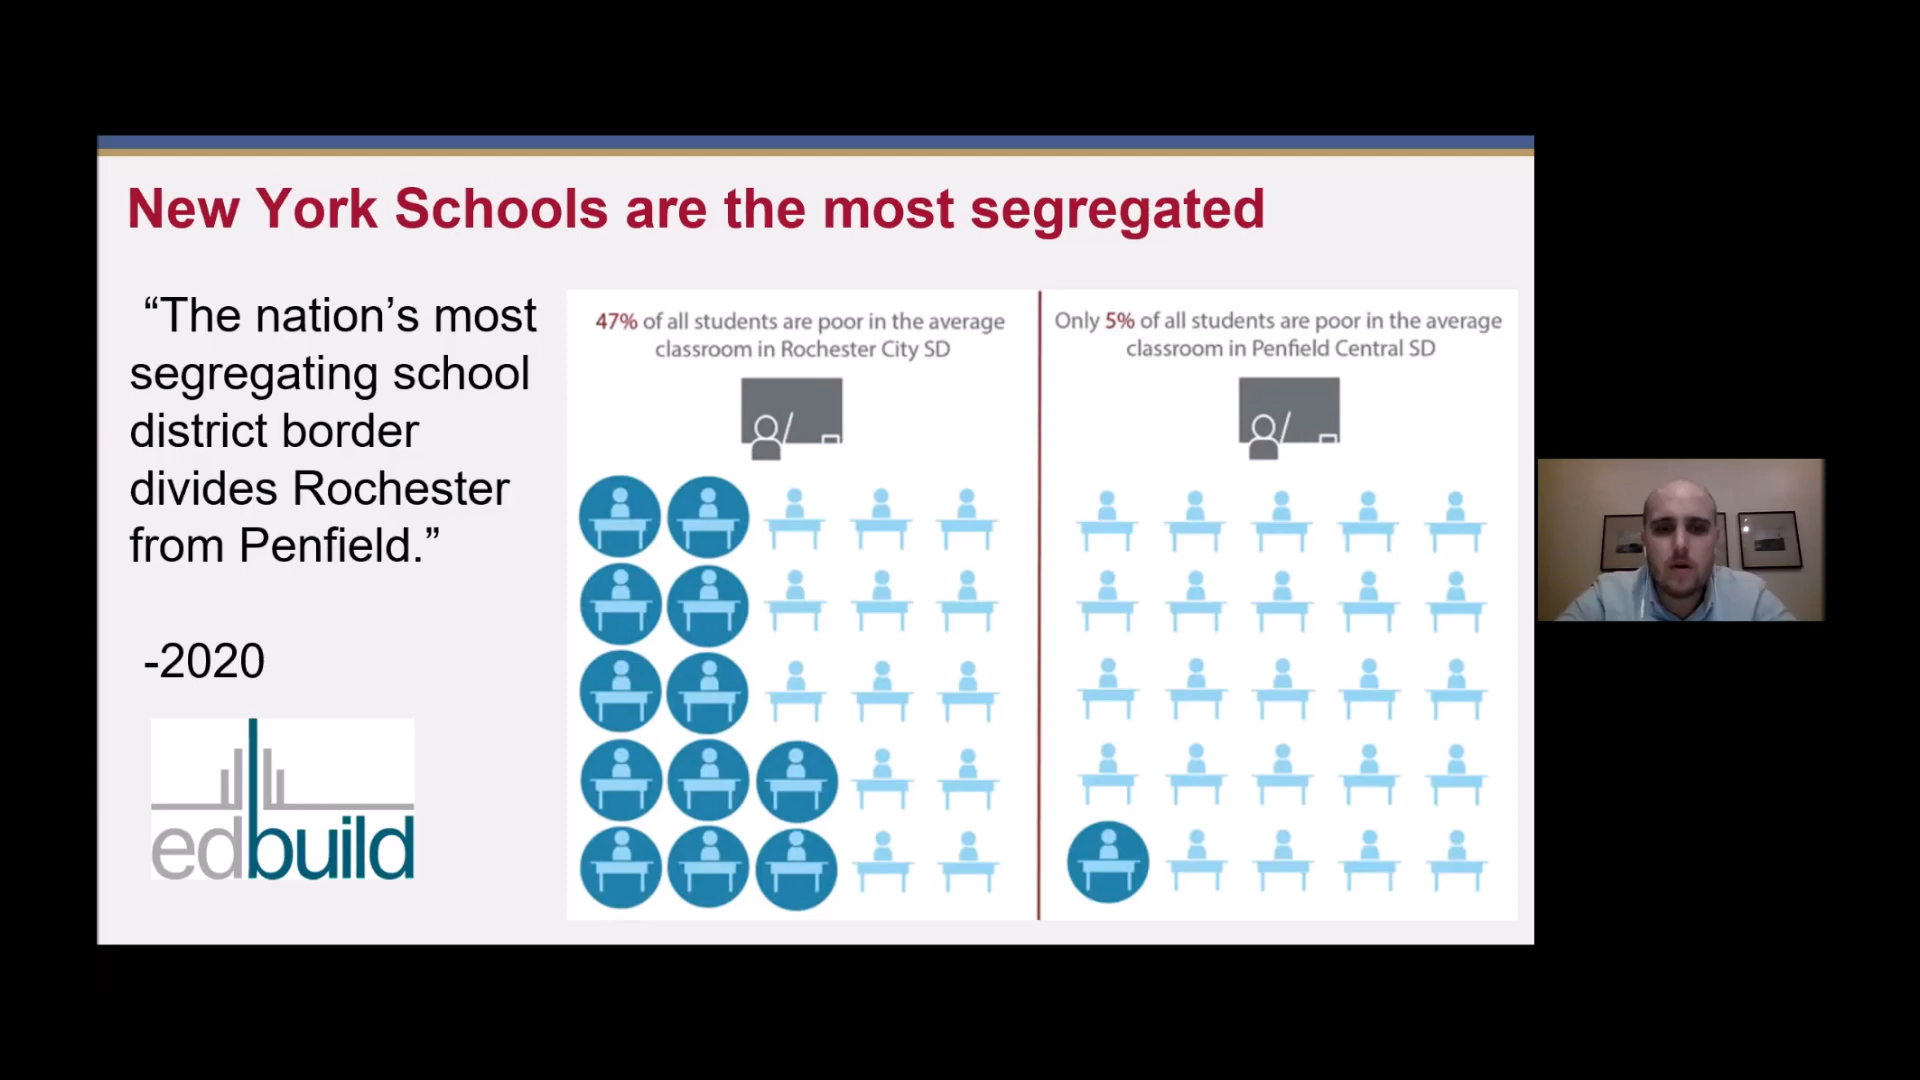 New York Schools are the most segregated
“The nation’s most
segregating school
district border
divides Rochester
from Penfield.”
-2020
edbuild
47% of all students are poor in the average
classroom in Rochester City SD
Only 5% of all students are poor in the average
classroom in Penfield Central SD